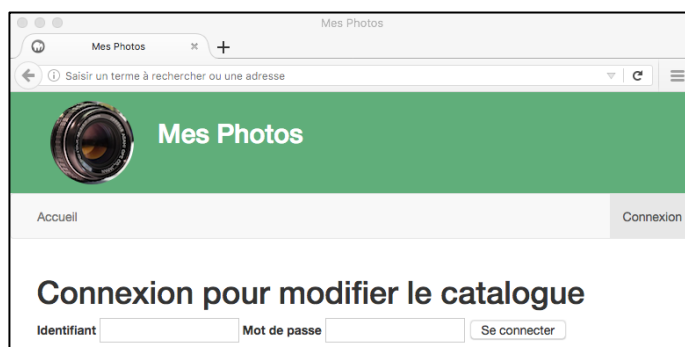 Mes Photos
Mes Photos
Saisir un terme à rechercher ou une adresse
Mes Photos
Accueil Connexion
Connexion pour modifier le catalogue
Identifiant Mot de passe Se connecter